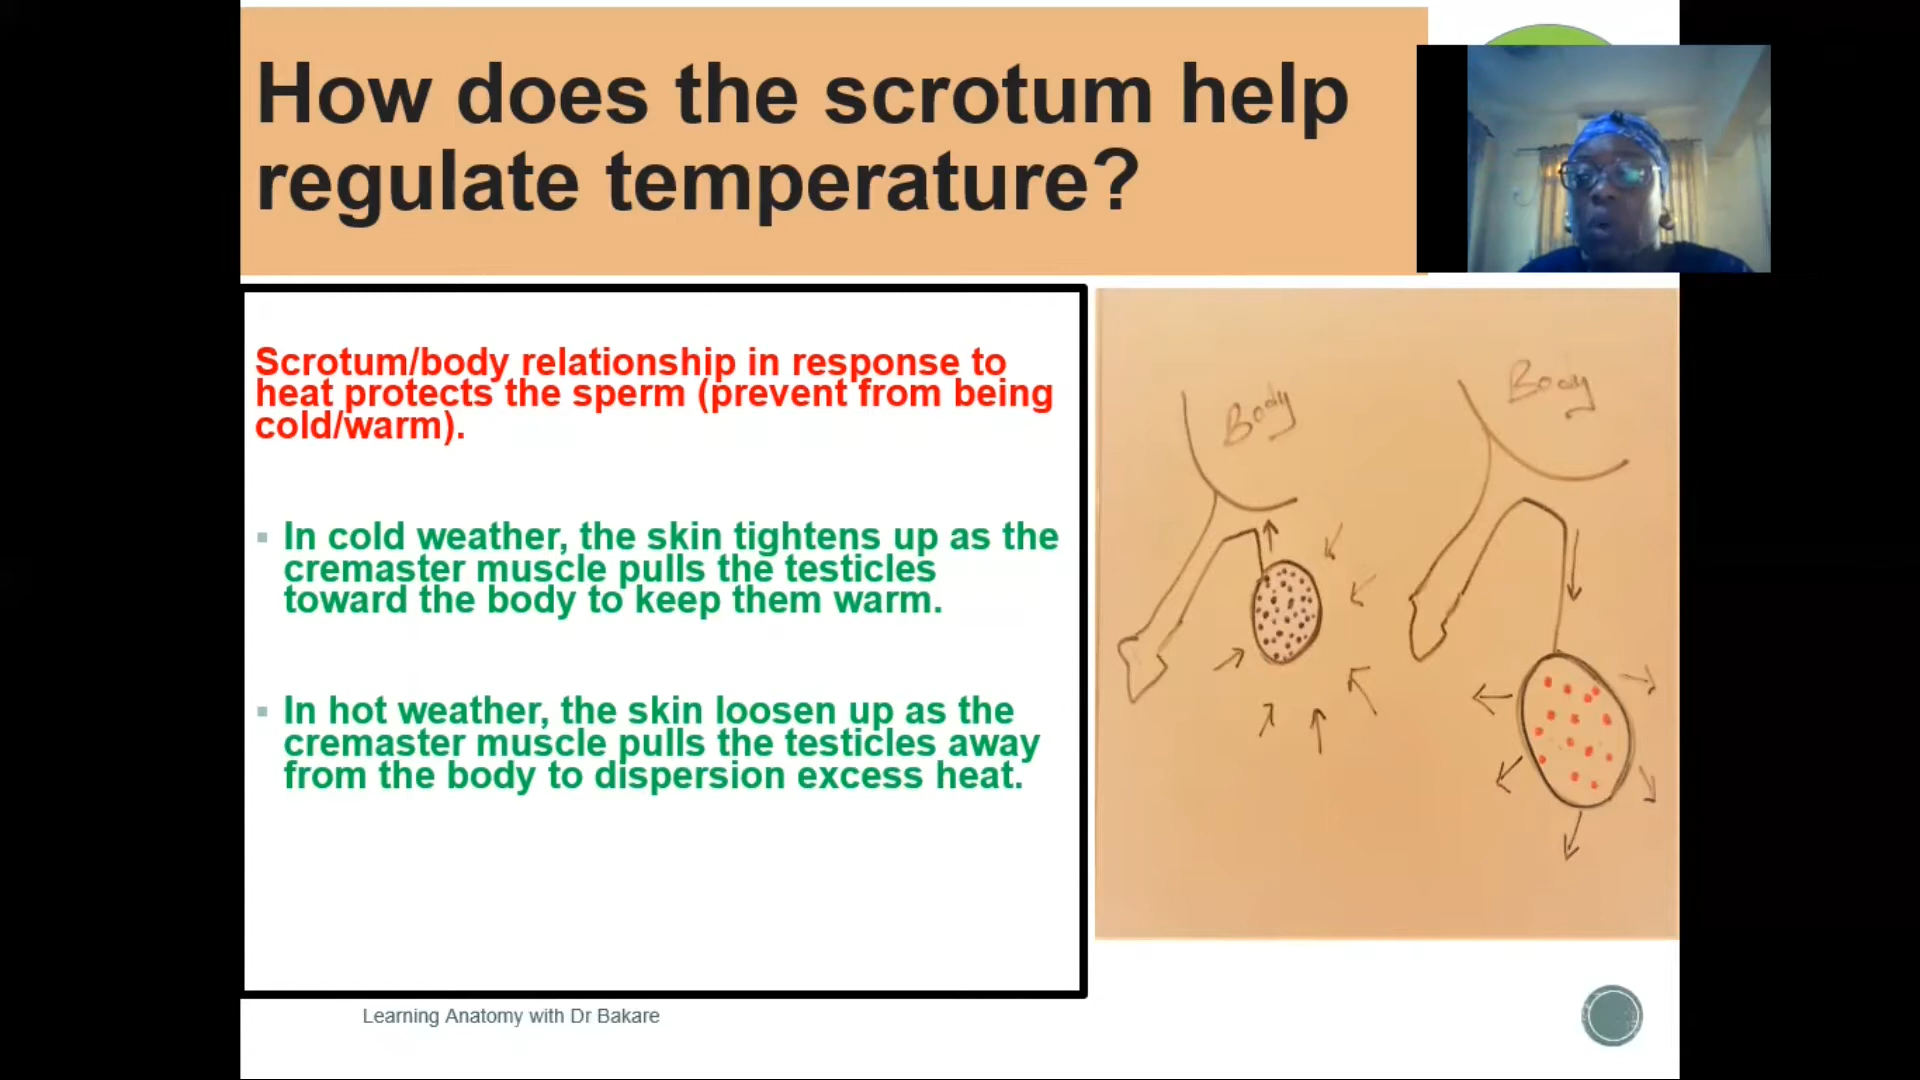 How does the scrotum help
regulate temperature?
Scrotum/body relationship in response to
heat protects the sperm (prevent from being
cold/warm).
In cold weather, the skin tightens up as the
cremaster muscle pulls the testicles
toward the body to keep them warm.
In hot weather, the skin loosen up as the
cremaster muscle pulls the testicles away
from the body to dispersion excess heat.
Body
Body
Learning Anatomy with Dr Bakare